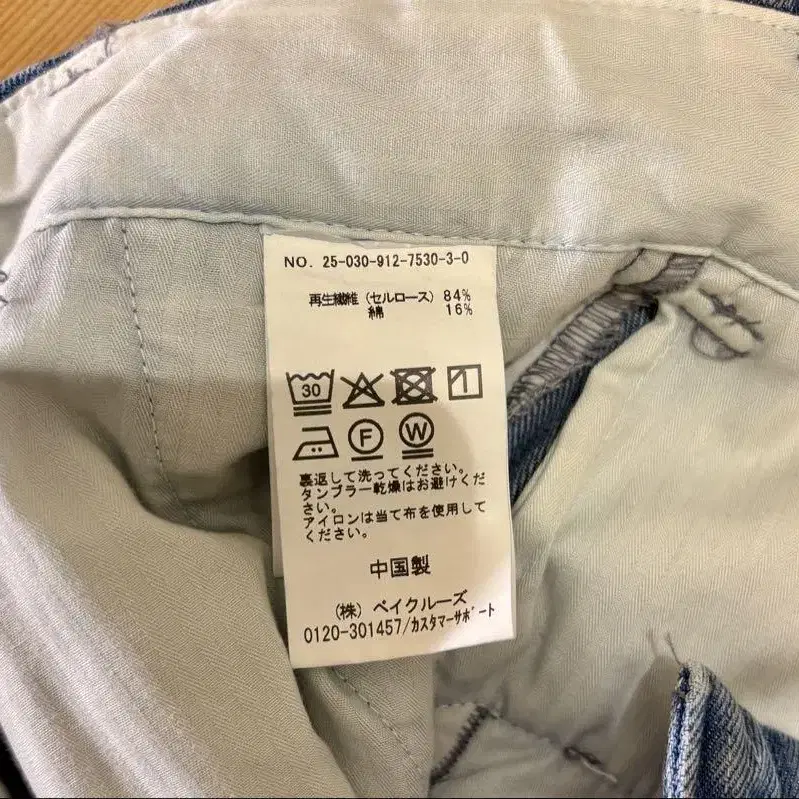 NO. 25-030-912-7530-3-0
再生繊維 (セルロース) 84%
綿 16%
30
F W
裏返して洗ってください。
タンブラー乾燥はお避けくだ
さい。
アイロンは当て布を使用して
ください。
中国製
(株) ベイクルーズ
0120-301457/カスタマーサポート